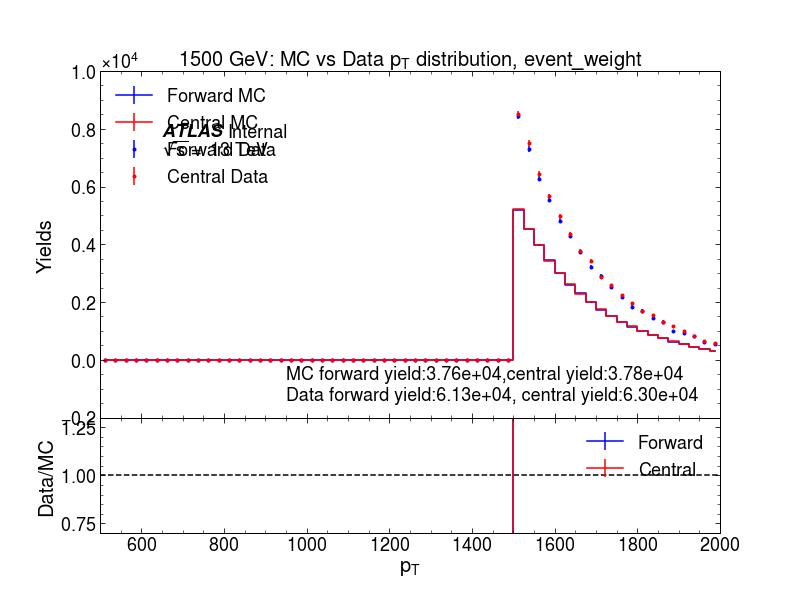 1500 GeV: MC vs Data pT distribution, event_weight
×10⁴
1.0
0.8
0.6
0.4
0.2
0.0
0.2
Yields
Forward MC
Central MC
ATLAS Internal
Forward Data
√s = 13 TeV
Central Data
MC forward yield:3.76e+04,central yield:3.78e+04
Data forward yield:6.13e+04, central yield:6.30e+04
1.25
1.00
0.75
Data/MC
Forward
Central
600 800 1000 1200 1400 1600 1800 2000
pT